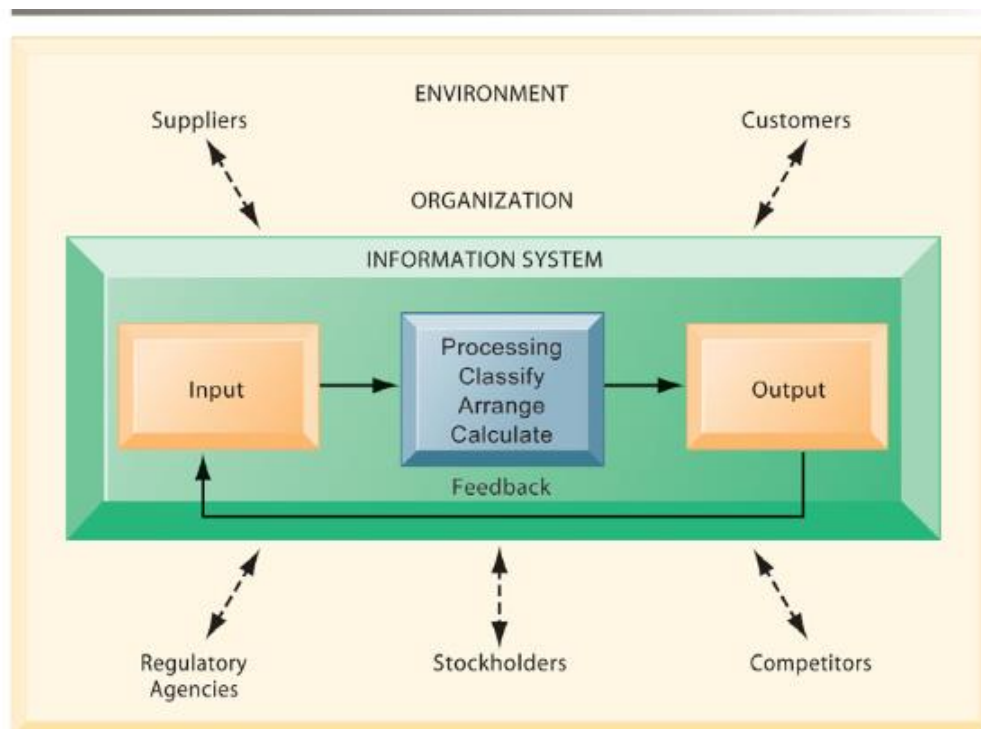 ENVIRONMENT
Suppliers
Customers
ORGANIZATION
INFORMATION SYSTEM
Input
Processing
Classify
Arrange
Calculate
Output
Feedback
Regulatory
Agencies
Stockholders
Competitors